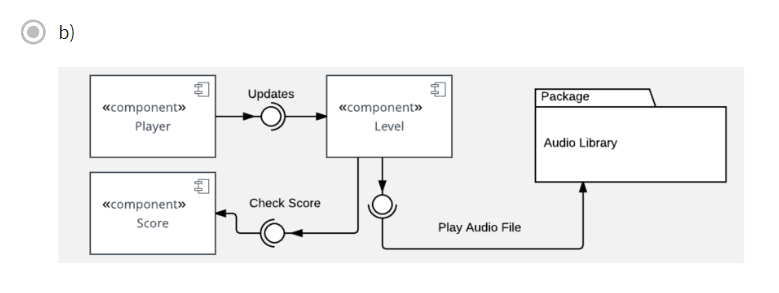 b)
Updates
«component»
Player
«component»
Level
Package
Audio Library
«component»
Score
Check Score
Play Audio File